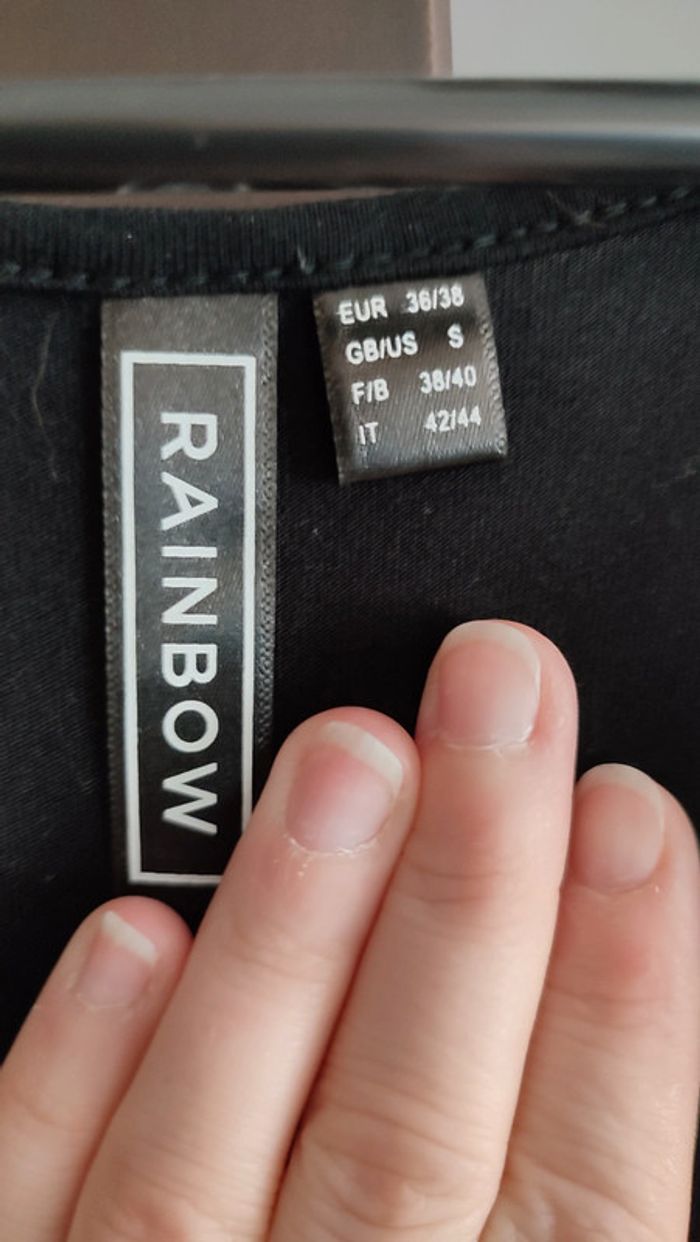 RAINBOW
EUR 36/38
GB/US S
F/B 38/40
IT 42/44